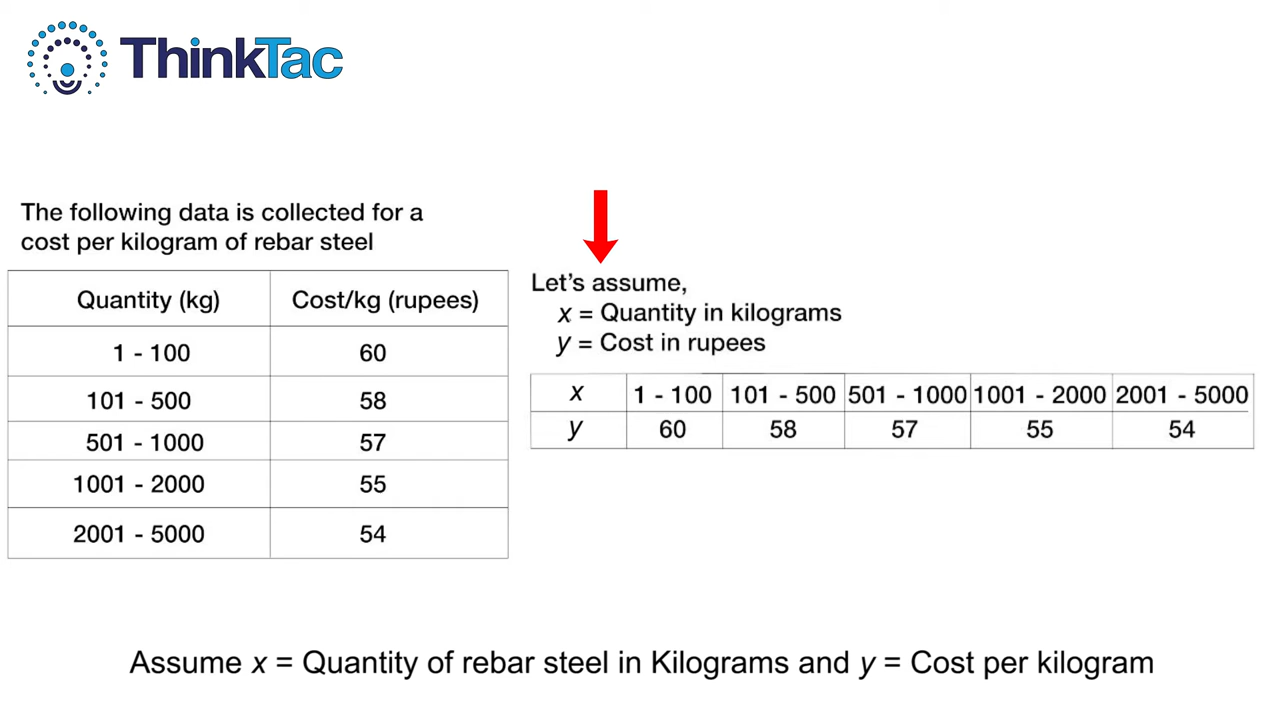 ThinkTac
The following data is collected for a
cost per kilogram of rebar steel
Quantity (kg) Cost/kg (rupees)
1 - 100 60
101 - 500 58
501 - 1000 57
1001 - 2000 55
2001 - 5000 54
Let's assume,
x = Quantity in kilograms
y = Cost in rupees
x 1 - 100 101 - 500 501 - 1000 1001 - 2000 2001 - 5000
y 60 58 57 55 54
Assume x = Quantity of rebar steel in Kilograms and y = Cost per kilogram